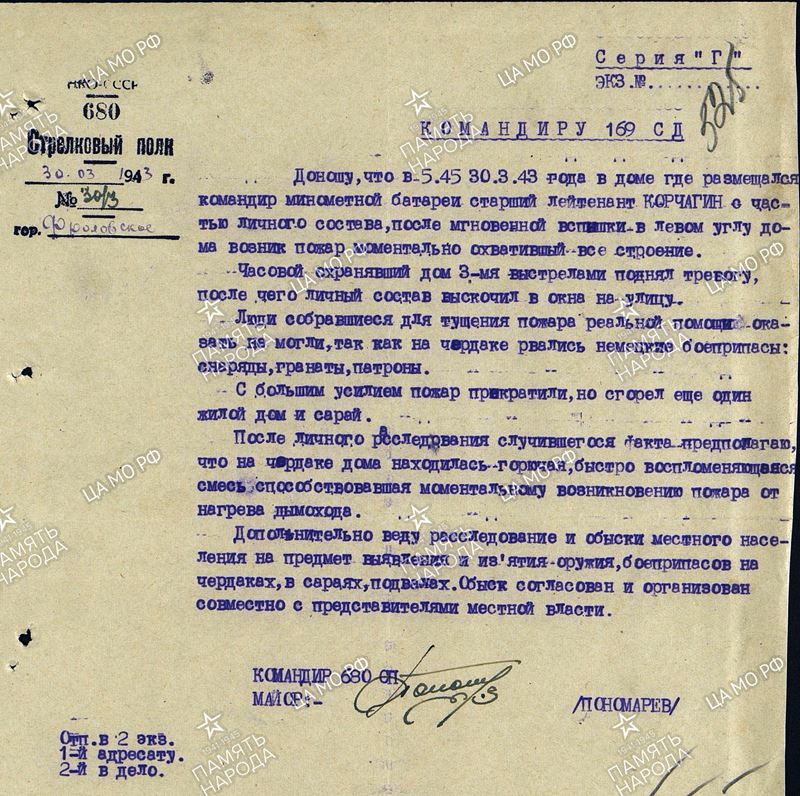 Серия "Г"
ЭКЗ.№
325
НКО-СССР
680
Стрелковый полк
30.03 1943 г.
№ 30/3
гор. Фроловское
КОМАНДИРУ 169 СД
Доношу, что в 5.45 30.3.43 года в доме где размещался
командир минометной батареи старший лейтенант КОРЧАГИН с час-
тью личного состава,после мгновенной вспышки в левом углу до-
ма возник пожар моментально охвативший все строение.
Часовой охранявший дом 3-мя выстрелами поднял тревогу,
после чего личный состав выскочил в окна на улицу.
Люди собравшиеся для тушения пожара реальной помощи ока-
зать на могли,так как на чердаке рвались немецкие боеприпасы:
снаряды,гранаты,патроны.
С большим усилием пожар прекратили,но сгорел еще один
жилой дом и сарай.
После личного расследования случившегося факта предполагаю,
что на чердаке дома находилась горючая,быстро воспломеняющаяся
смесь способствовавшая моментальному возникновению пожара от
нагрева дымохода.
Дополнительно веду расследование и обыски местного насе-
ления на предмет выявления и из'ятия оружия,боеприпасов на
чердаках,в сараях,подвалах.Обыск согласован и организован
совместно с представителями местной власти.
КОМАНДИР 680 СП
МАЙОР:-
/ПОНОМАРЕВ/
Отп.в 2 экз.
1-й адресату.
2-й в дело.
ЦА МО РФ
1941-1945
ПАМЯТЬ
НАРОДА